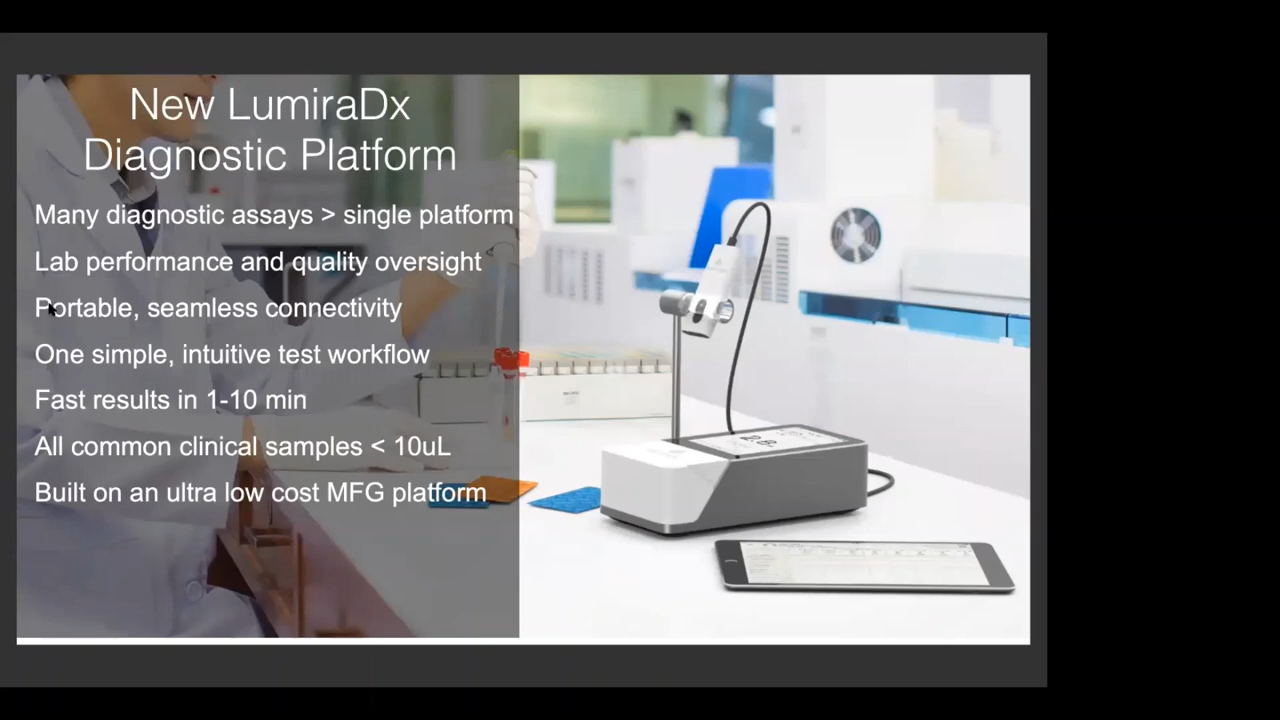 New LumiraDx
Diagnostic Platform
Many diagnostic assays > single platform
Lab performance and quality oversight
Portable, seamless connectivity
One simple, intuitive test workflow
Fast results in 1-10 min
All common clinical samples < 10uL
Built on an ultra low cost MFG platform